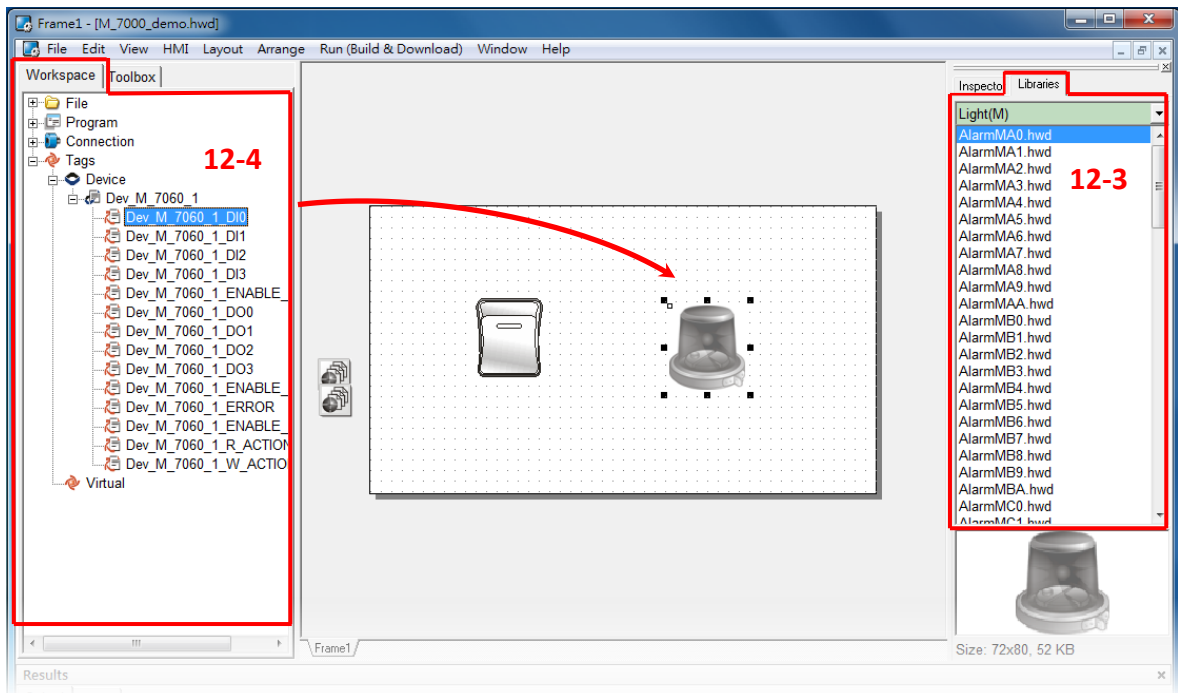 Frame1 - [M_7000_demo.hwd]
File Edit View HMI Layout Arrange Run (Build & Download) Window Help
Workspace Toolbox
File
Program
Connection
Tags
Device
Dev_M_7060_1
Dev_M_7060_1_DI0
Dev_M_7060_1_DI1
Dev_M_7060_1_DI2
Dev_M_7060_1_DI3
Dev_M_7060_1_ENABLE_
Dev_M_7060_1_DO0
Dev_M_7060_1_DO1
Dev_M_7060_1_DO2
Dev_M_7060_1_DO3
Dev_M_7060_1_ENABLE_
Dev_M_7060_1_ERROR
Dev_M_7060_1_ENABLE_
Dev_M_7060_1_R_ACTION
Dev_M_7060_1_W_ACTIO
Virtual
12-4
Frame1
Inspecto Libraries
Light(M)
AlarmMA0.hwd
AlarmMA1.hwd
AlarmMA2.hwd
AlarmMA3.hwd
AlarmMA4.hwd
AlarmMA5.hwd
AlarmMA6.hwd
AlarmMA7.hwd
AlarmMA8.hwd
AlarmMA9.hwd
AlarmMAA.hwd
AlarmMB0.hwd
AlarmMB1.hwd
AlarmMB2.hwd
AlarmMB3.hwd
AlarmMB4.hwd
AlarmMB5.hwd
AlarmMB6.hwd
AlarmMB7.hwd
AlarmMB8.hwd
AlarmMB9.hwd
AlarmMBA.hwd
AlarmMC0.hwd
AlarmMC1.hwd
12-3
Size: 72x80, 52 KB
Results